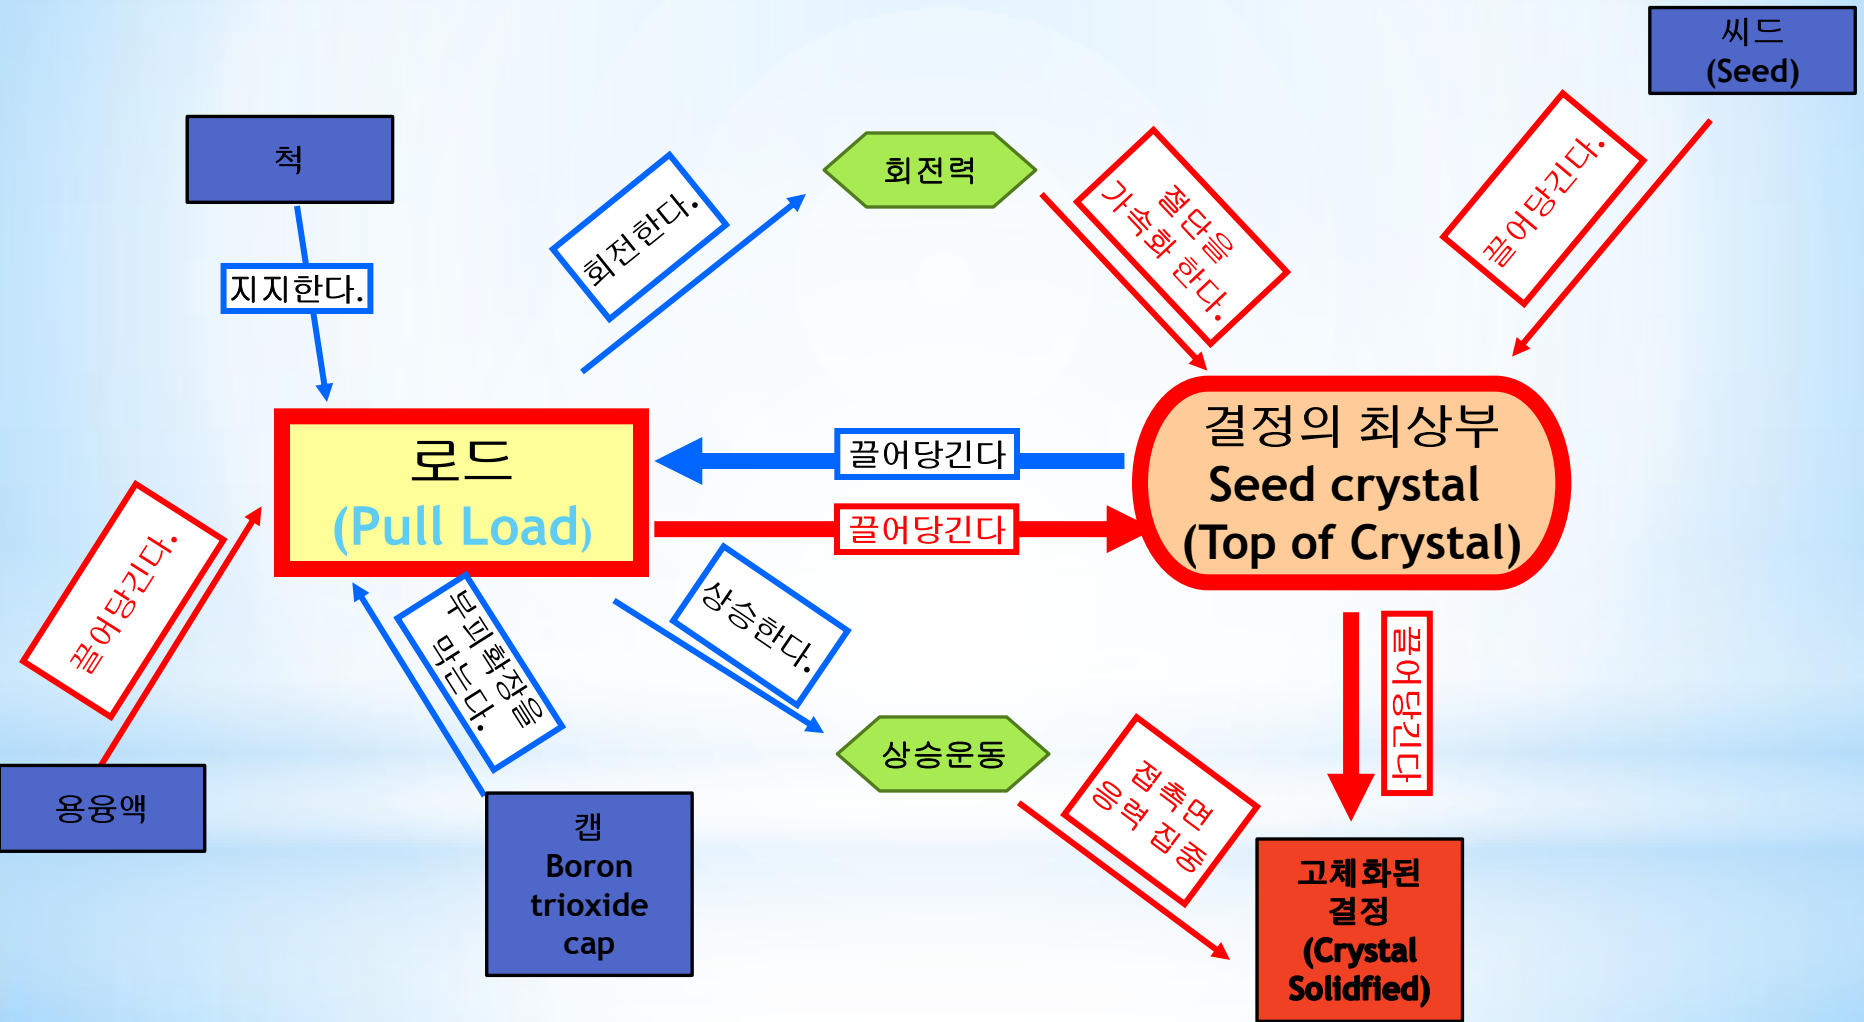 씨드
(Seed)
척
회전력
끌어당긴다.
절단을
가속화 한다.
회전한다.
지지한다.
로드
(Pull Load)
끌어당긴다
끌어당긴다
결정의 최상부
Seed crystal
(Top of Crystal)
끌어당긴다.
부피확장을
막는다.
상승한다.
끌어당긴다
상승운동
접촉면
응력 집중
용융액
캡
Boron
trioxide
cap
고체화된
결정
(Crystal
Solidfied)